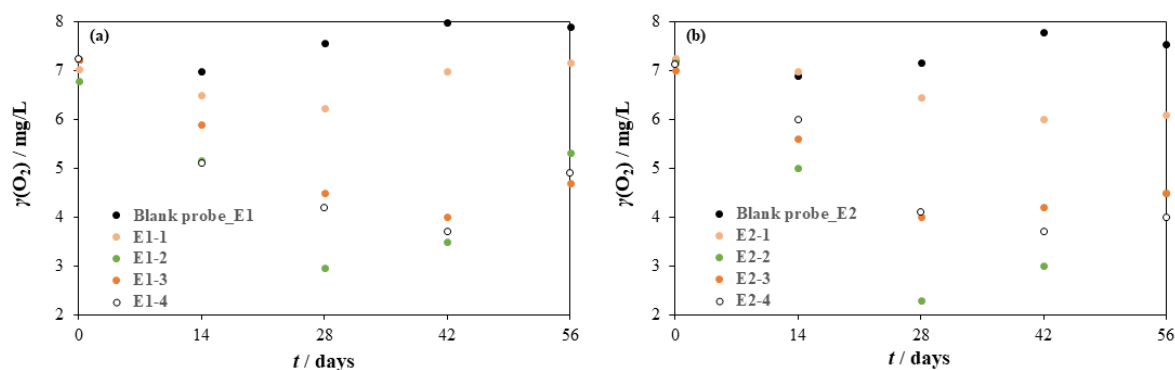 (a)
8
7
6
5
4
3
2
γ(O₂) / mg/L
Blank probe_E1
E1-1
E1-2
E1-3
E1-4
0 14 28 42 56
t / days
(b)
8
7
6
5
4
3
2
γ(O₂) / mg/L
Blank probe_E2
E2-1
E2-2
E2-3
E2-4
0 14 28 42 56
t / days